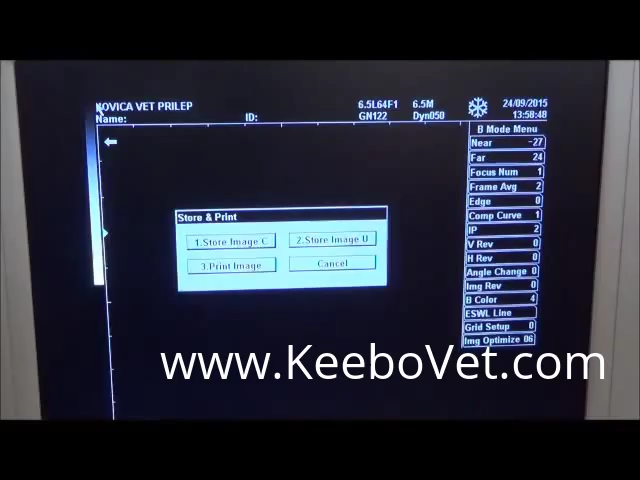 KOVICA VET PRILEP 6.5L64F1 6.5M 24/09/2015
Name: ID: GN122 Dyn050 13:58:48
B Mode Menu
Near -27
Far 24
Focus Num 1
Frame Avg 2
Edge 0
Comp Curve 1
IP 2
V Rev 0
H Rev 0
Angle Change 0
Img Rev 0
B Color 4
ESWL Line
Grid Setup 0
Img Optimize 06
Store & Print
1.Store Image C 2.Store Image U
3.Print Image Cancel
www.KeeboVet.com